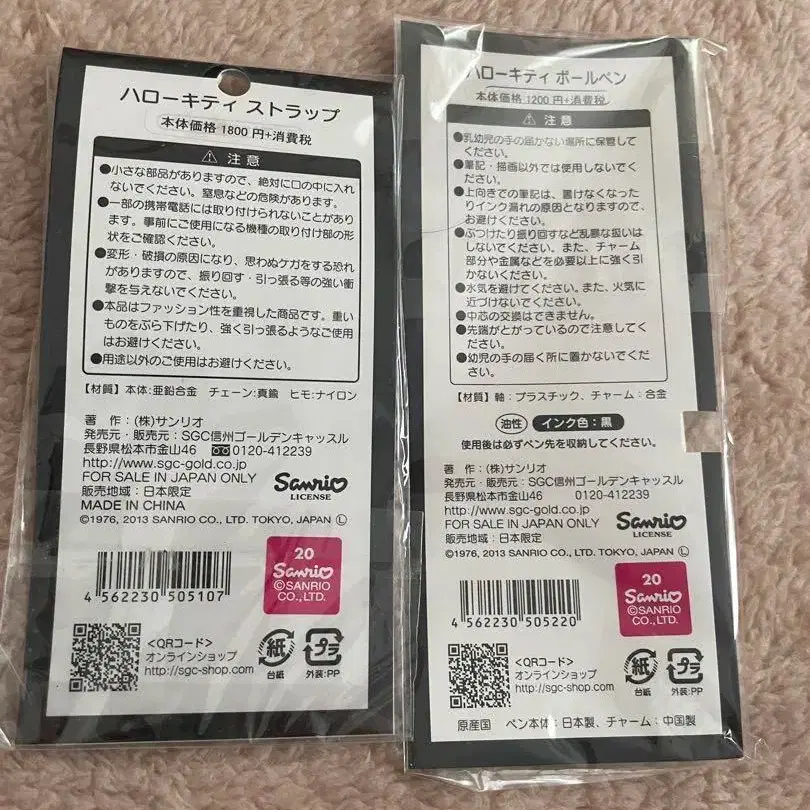 ハローキティ ストラップ
本体価格 1800 円+消費税
⚠ 注意
●小さな部品がありますので、絶対に口の中に入れ
ないでください。窒息などの危険があります。
●一部の携帯電話には取り付けられないことがあり
ます。事前にご使用になる機種の取り付け部の形
状をご確認ください。
●変形・破損の原因になり、思わぬケガをする恐れ
がありますので、振り回す・引っ張る等の強い衝
撃を与えないでください。
●本品はファッション性を重視した商品です。重い
ものをぶら下げたり、強く引っ張るようなご使用
はお避けください。
●用途以外のご使用はお避けください。
【材質】本体:亜鉛合金 チェーン:真鍮 ヒモ:ナイロン
著 作:(株)サンリオ
発売元・販売元:SGC信州ゴールデンキャッスル
長野県松本市金山46 0120-412239
http://www.sgc-gold.co.jp
FOR SALE IN JAPAN ONLY
販売地域:日本限定
MADE IN CHINA
©1976, 2013 SANRIO CO., LTD. TOKYO, JAPAN Ⓛ
Sanrio
LICENSE
4 562230 505107
20
Sanrio
©SANRIO
CO.,LTD.
<QRコード>
オンラインショップ
http://sgc-shop.com
紙
台紙
プラ
外装:PP
ハローキティ ボールペン
本体価格 1200 円+消費税
⚠ 注意
●乳幼児の手の届かない場所に保管して
ください。
●筆記・描画以外では使用しないでく
ださい。
●上向きでの筆記は、書けなくなった
りインク漏れの原因となりますので、
お避けください。
●ぶつけたり振り回すなど乱暴な扱いは
しないでください。また、チャーム
部分や金属などを必要以上に強く引
かないください。
●水気を避けてください。また、火気に
近づけないでください。
●中芯の交換はできません。
●先端がとがっているので注意してく
ださい。
●幼児の手の届く所に置かないでくだ
さい。
【材質】軸:プラスチック、チャーム:合金
油性 インク色:黒
使用後は必ずペン先を収納してください。
著 作:(株)サンリオ
発売元・販売元:SGC信州ゴールデンキャッスル
長野県松本市金山46 0120-412239
http://www.sgc-gold.co.jp
FOR SALE IN JAPAN ONLY
販売地域:日本限定
©1976, 2013 SANRIO CO., LTD. TOKYO, JAPAN Ⓛ
Sanrio
LICENSE
4 562230 505220
20
Sanrio
©SANRIO
CO.,LTD.
<QRコード>
オンラインショップ
http://sgc-shop.com
紙
台紙
プラ
外装:PP
原産国 ペン本体:日本製、チャーム:中国製